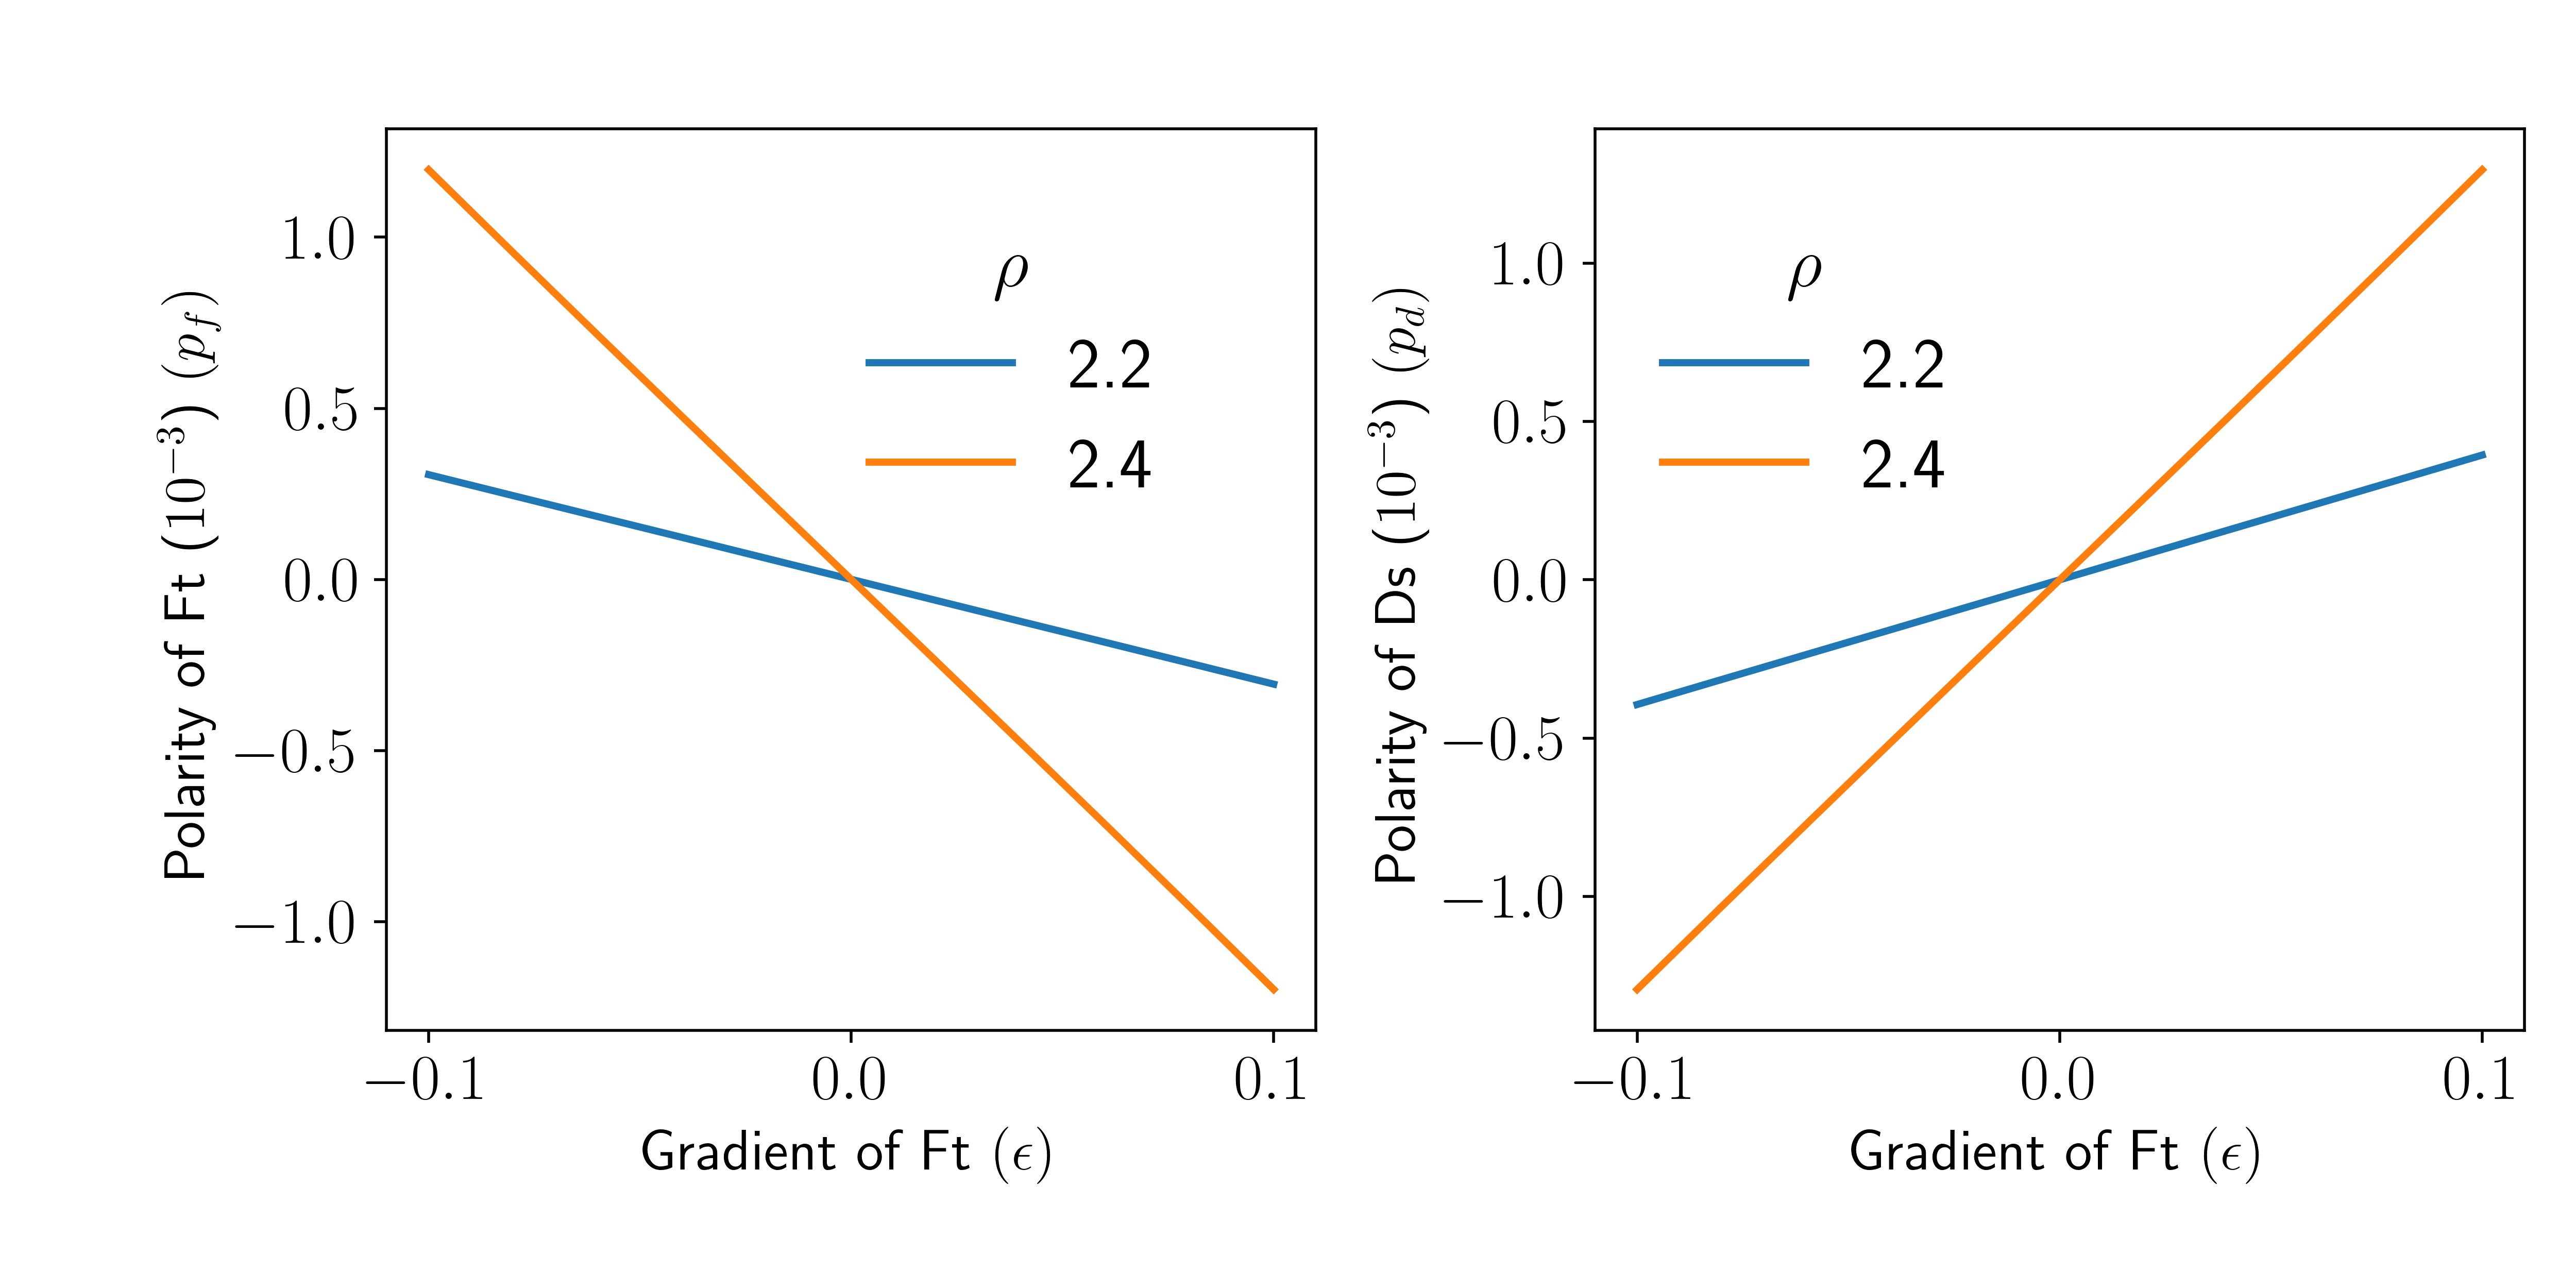 Polarity of Ft (10⁻³) (p_f)
1.0
0.5
0.0
−0.5
−1.0
ρ
2.2
2.4
−0.1 0.0 0.1
Gradient of Ft (ϵ)
Polarity of Ds (10⁻³) (p_d)
1.0
0.5
0.0
−0.5
−1.0
ρ
2.2
2.4
−0.1 0.0 0.1
Gradient of Ft (ϵ)